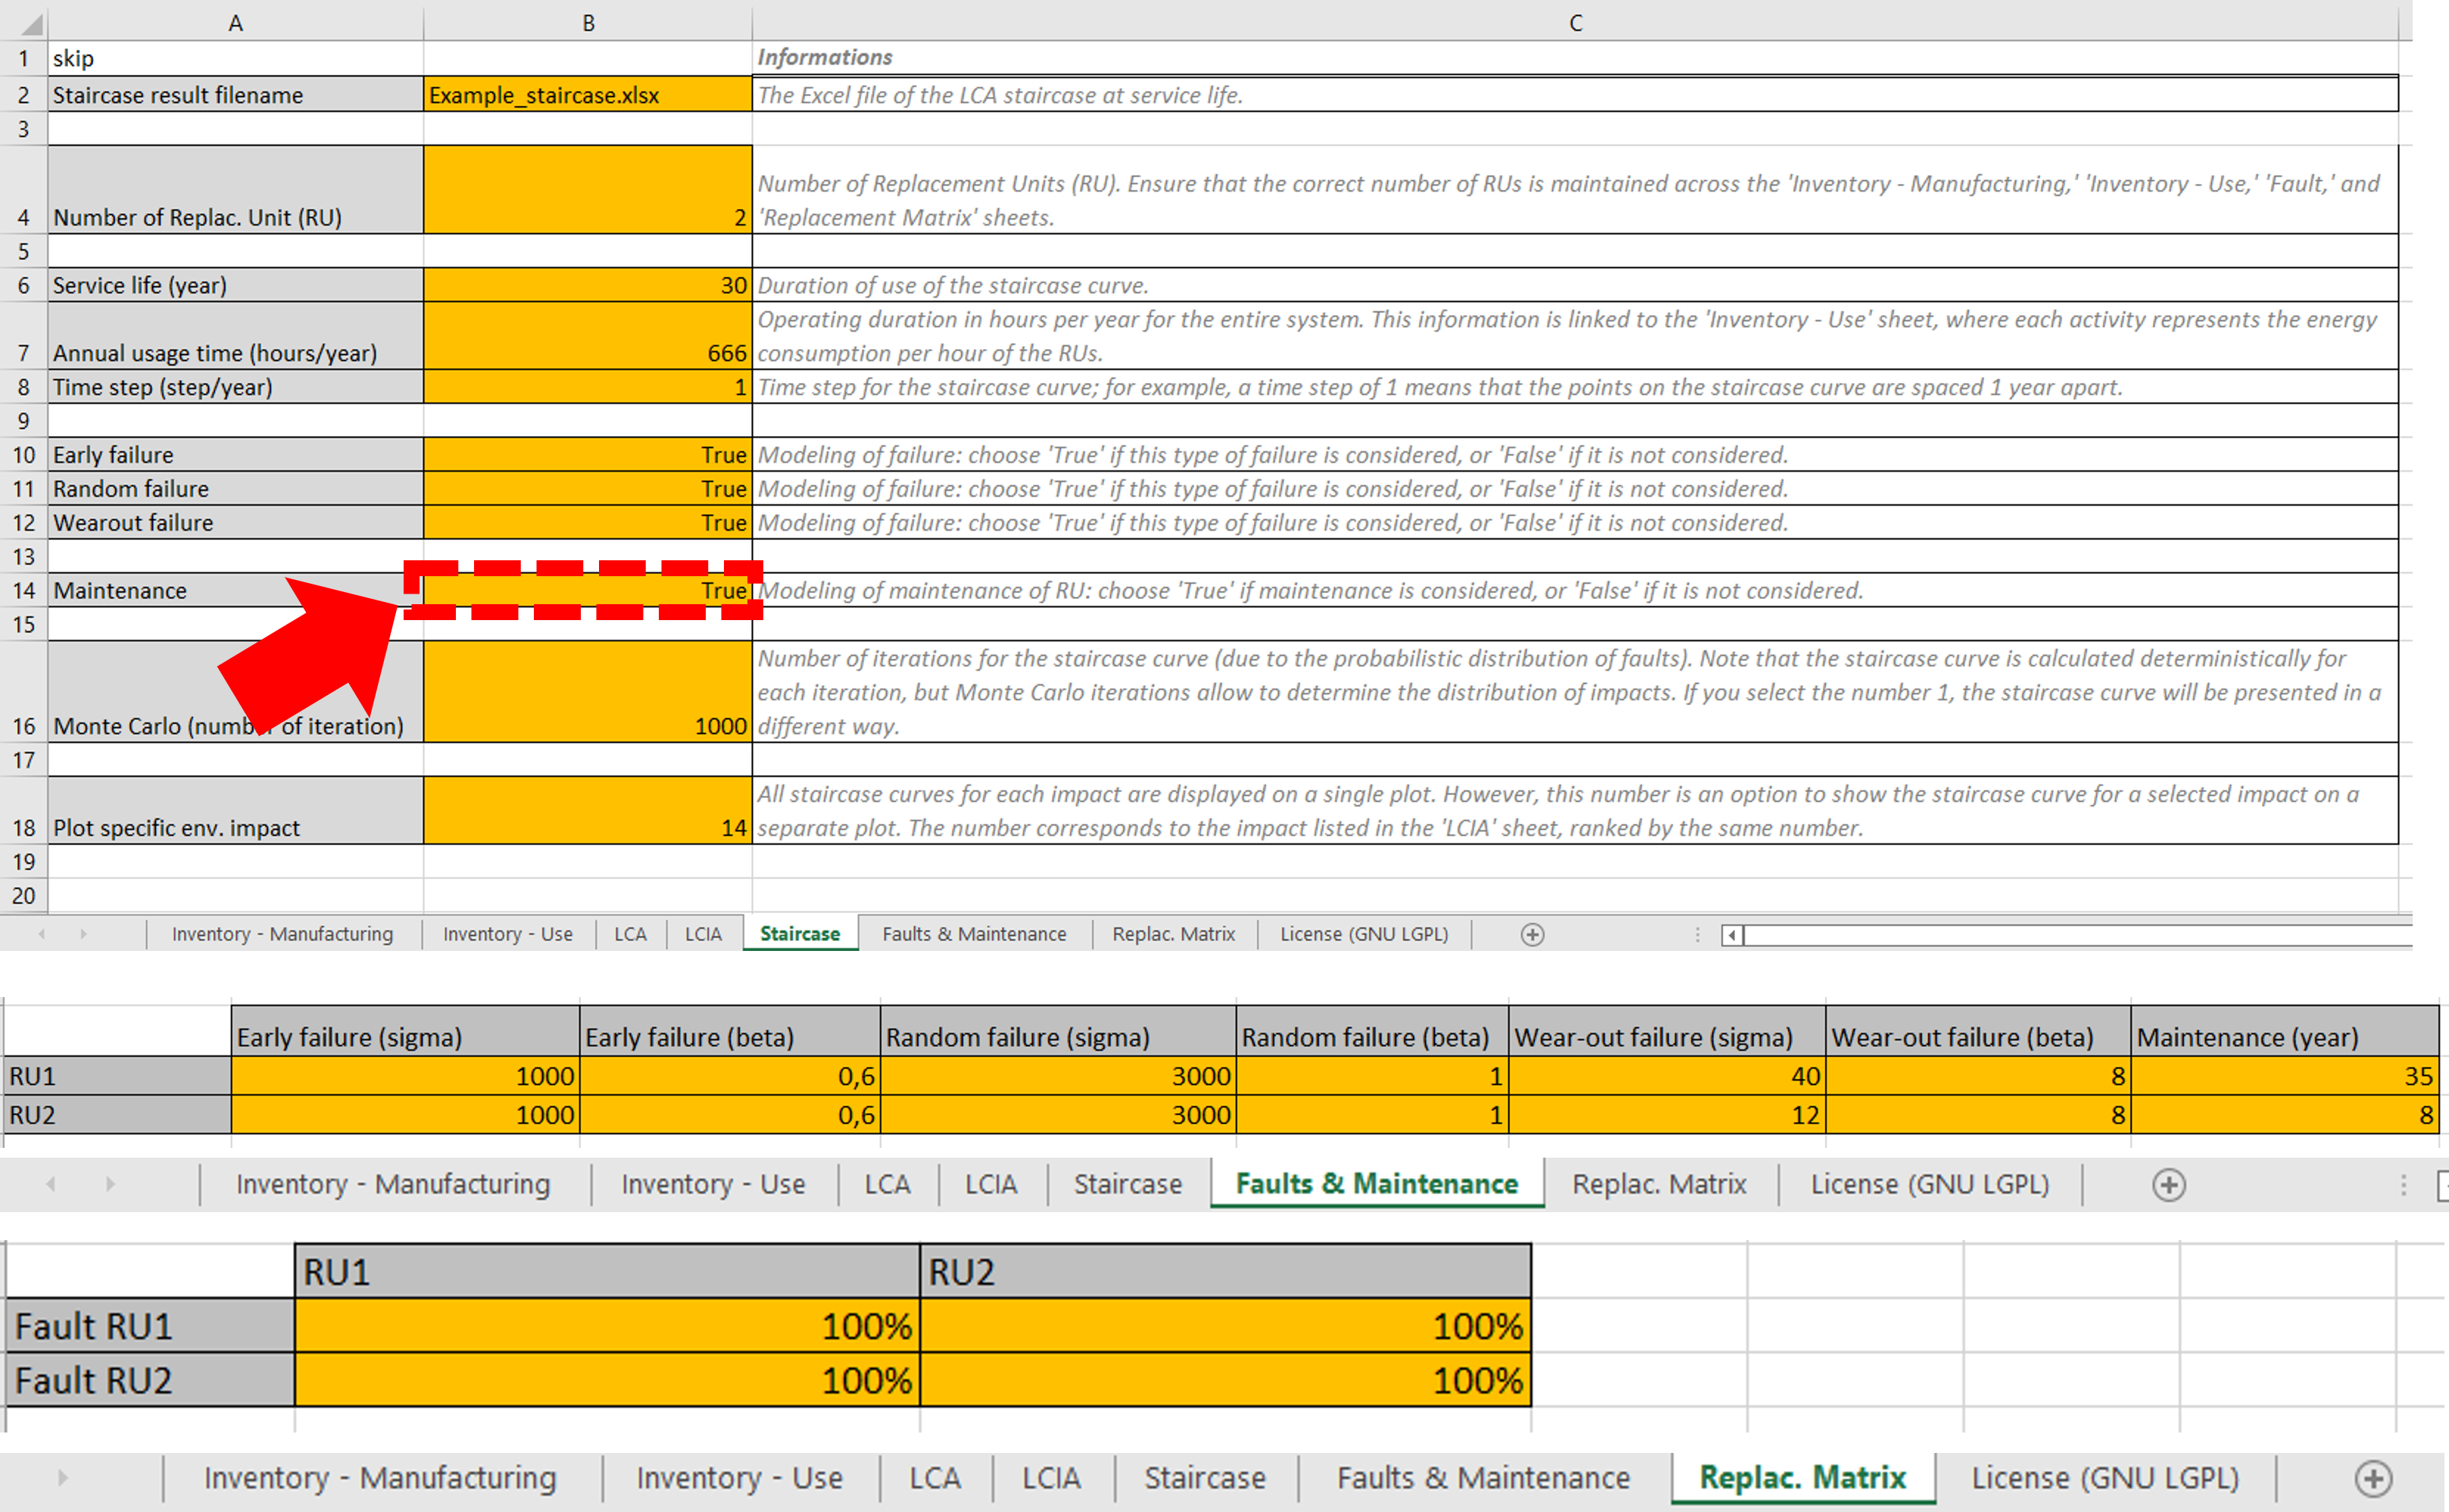 A B C
1 skip Informations
2 Staircase result filename Example_staircase.xlsx The Excel file of the LCA staircase at service life.
3
Number of Replacement Units (RU). Ensure that the correct number of RUs is maintained across the 'Inventory - Manufacturing,' 'Inventory - Use,' 'Fault,' and
4 Number of Replac. Unit (RU) 2 'Replacement Matrix' sheets.
5
6 Service life (year) 30 Duration of use of the staircase curve.
Operating duration in hours per year for the entire system. This information is linked to the 'Inventory - Use' sheet, where each activity represents the energy
7 Annual usage time (hours/year) 666 consumption per hour of the RUs.
8 Time step (step/year) 1 Time step for the staircase curve; for example, a time step of 1 means that the points on the staircase curve are spaced 1 year apart.
9
10 Early failure True Modeling of failure: choose 'True' if this type of failure is considered, or 'False' if it is not considered.
11 Random failure True Modeling of failure: choose 'True' if this type of failure is considered, or 'False' if it is not considered.
12 Wearout failure True Modeling of failure: choose 'True' if this type of failure is considered, or 'False' if it is not considered.
13
14 Maintenance True Modeling of maintenance of RU: choose 'True' if maintenance is considered, or 'False' if it is not considered.
15
Number of iterations for the staircase curve (due to the probabilistic distribution of faults). Note that the staircase curve is calculated deterministically for
each iteration, but Monte Carlo iterations allow to determine the distribution of impacts. If you select the number 1, the staircase curve will be presented in a
16 Monte Carlo (number of iteration) 1000 different way.
17
All staircase curves for each impact are displayed on a single plot. However, this number is an option to show the staircase curve for a selected impact on a
18 Plot specific env. impact 14 separate plot. The number corresponds to the impact listed in the 'LCIA' sheet, ranked by the same number.
19
20
Inventory - Manufacturing Inventory - Use LCA LCIA Staircase Faults & Maintenance Replac. Matrix License (GNU LGPL)
Early failure (sigma) Early failure (beta) Random failure (sigma) Random failure (beta) Wear-out failure (sigma) Wear-out failure (beta) Maintenance (year)
RU1 1000 0,6 3000 1 40 8 35
RU2 1000 0,6 3000 1 12 8 8
Inventory - Manufacturing Inventory - Use LCA LCIA Staircase Faults & Maintenance Replac. Matrix License (GNU LGPL)
RU1 RU2
Fault RU1 100% 100%
Fault RU2 100% 100%
Inventory - Manufacturing Inventory - Use LCA LCIA Staircase Faults & Maintenance Replac. Matrix License (GNU LGPL)